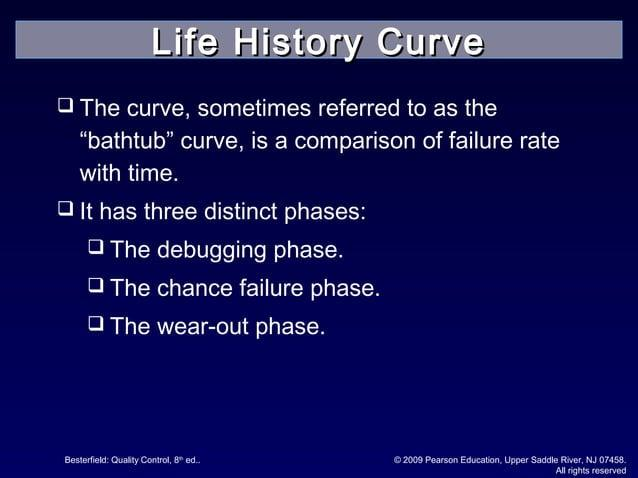 Life History Curve
The curve, sometimes referred to as the
“bathtub” curve, is a comparison of failure rate
with time.
It has three distinct phases:
The debugging phase.
The chance failure phase.
The wear-out phase.
Besterfield: Quality Control, 8th ed..
© 2009 Pearson Education, Upper Saddle River, NJ 07458.
All rights reserved